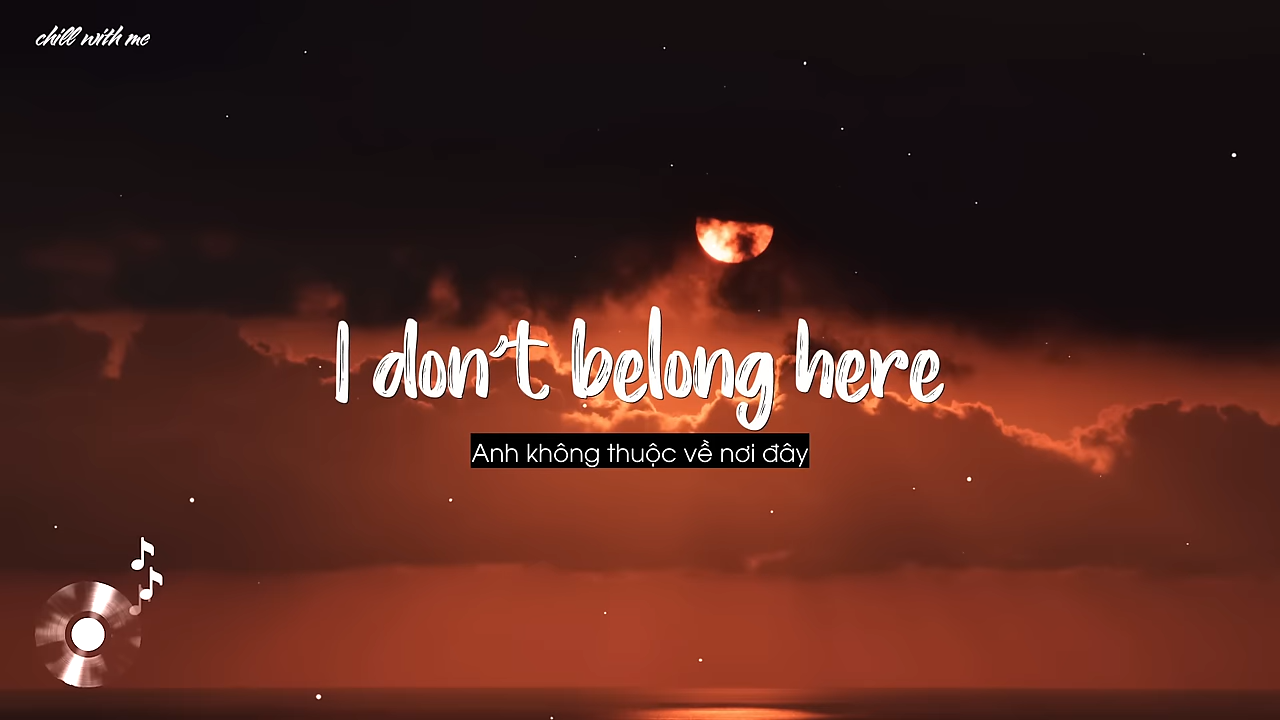 chill with me
I don't belong here
Anh không thuộc về nơi đây